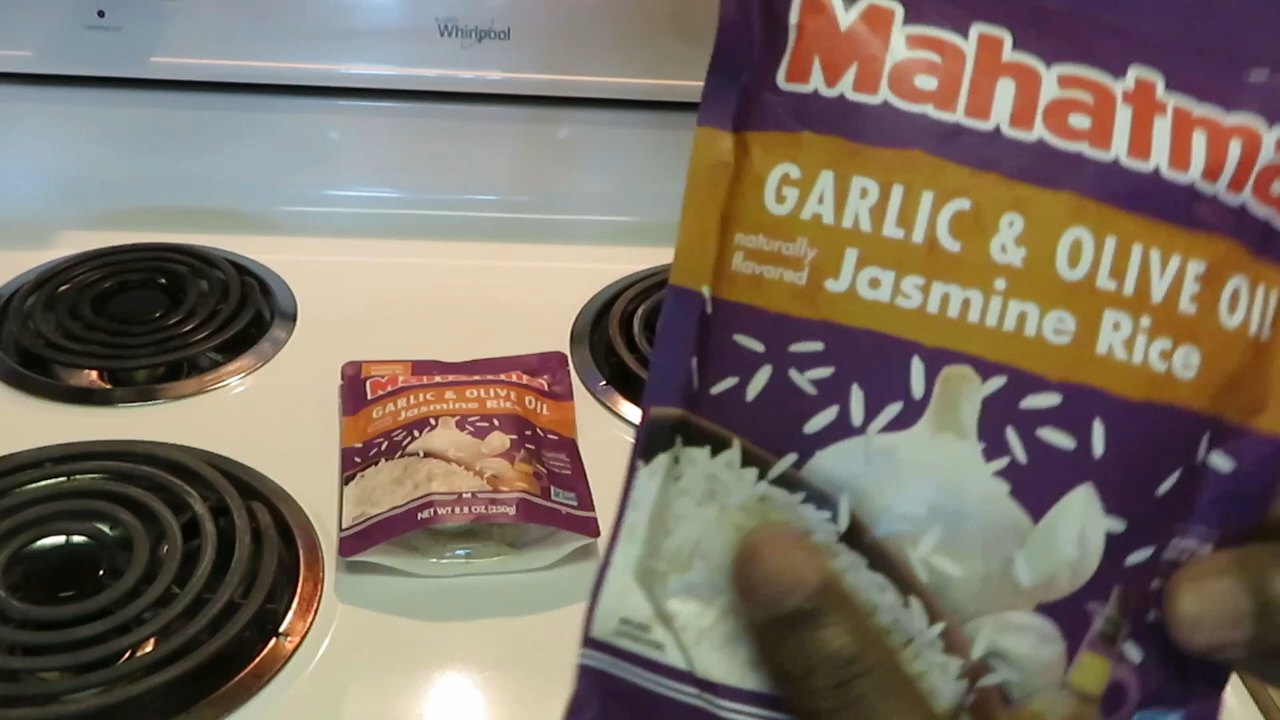 Whirlpool
Mahatma
GARLIC & OLIVE OIL
naturally
flavored
Jasmine Rice
Mahatma
GARLIC & OLIVE OIL
Jasmine Rice
M
NET WT 8.8 OZ (250g)